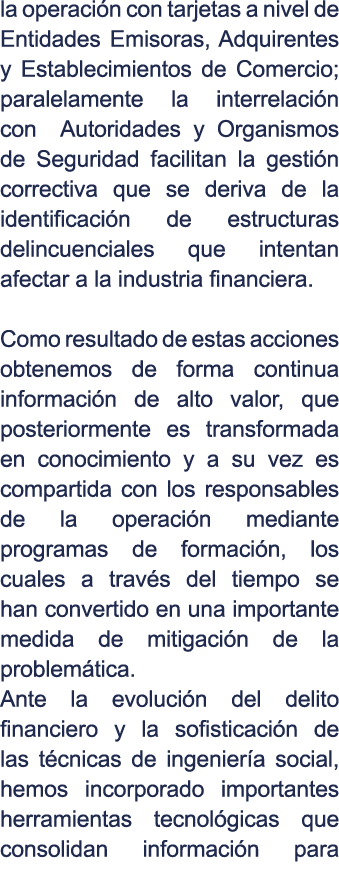 la operación con tarjetas a nivel de
Entidades Emisoras, Adquirentes
y Establecimientos de Comercio;
paralelamente la interrelación
con Autoridades y Organismos
de Seguridad facilitan la gestión
correctiva que se deriva de la
identificación de estructuras
delincuenciales que intentan
afectar a la industria financiera.

Como resultado de estas acciones
obtenemos de forma continua
información de alto valor, que
posteriormente es transformada
en conocimiento y a su vez es
compartida con los responsables
de la operación mediante
programas de formación, los
cuales a través del tiempo se
han convertido en una importante
medida de mitigación de la
problemática.
Ante la evolución del delito
financiero y la sofisticación de
las técnicas de ingeniería social,
hemos incorporado importantes
herramientas tecnológicas que
consolidan información para